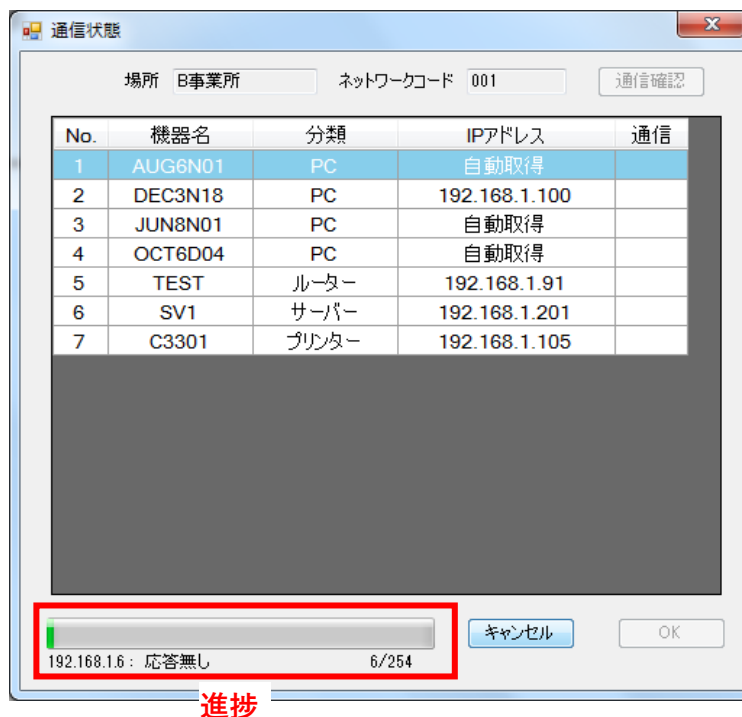 通信状態
場所 B事業所 ネットワークコード 001 通信確認
No. 機器名 分類 IPアドレス 通信
1 AUG6N01 PC 自動取得
2 DEC3N18 PC 192.168.1.100
3 JUN8N01 PC 自動取得
4 OCT6D04 PC 自動取得
5 TEST ルーター 192.168.1.91
6 SV1 サーバー 192.168.1.201
7 C3301 プリンター 192.168.1.105
キャンセル OK
192.168.1.6 : 応答無し 6/254
進捗